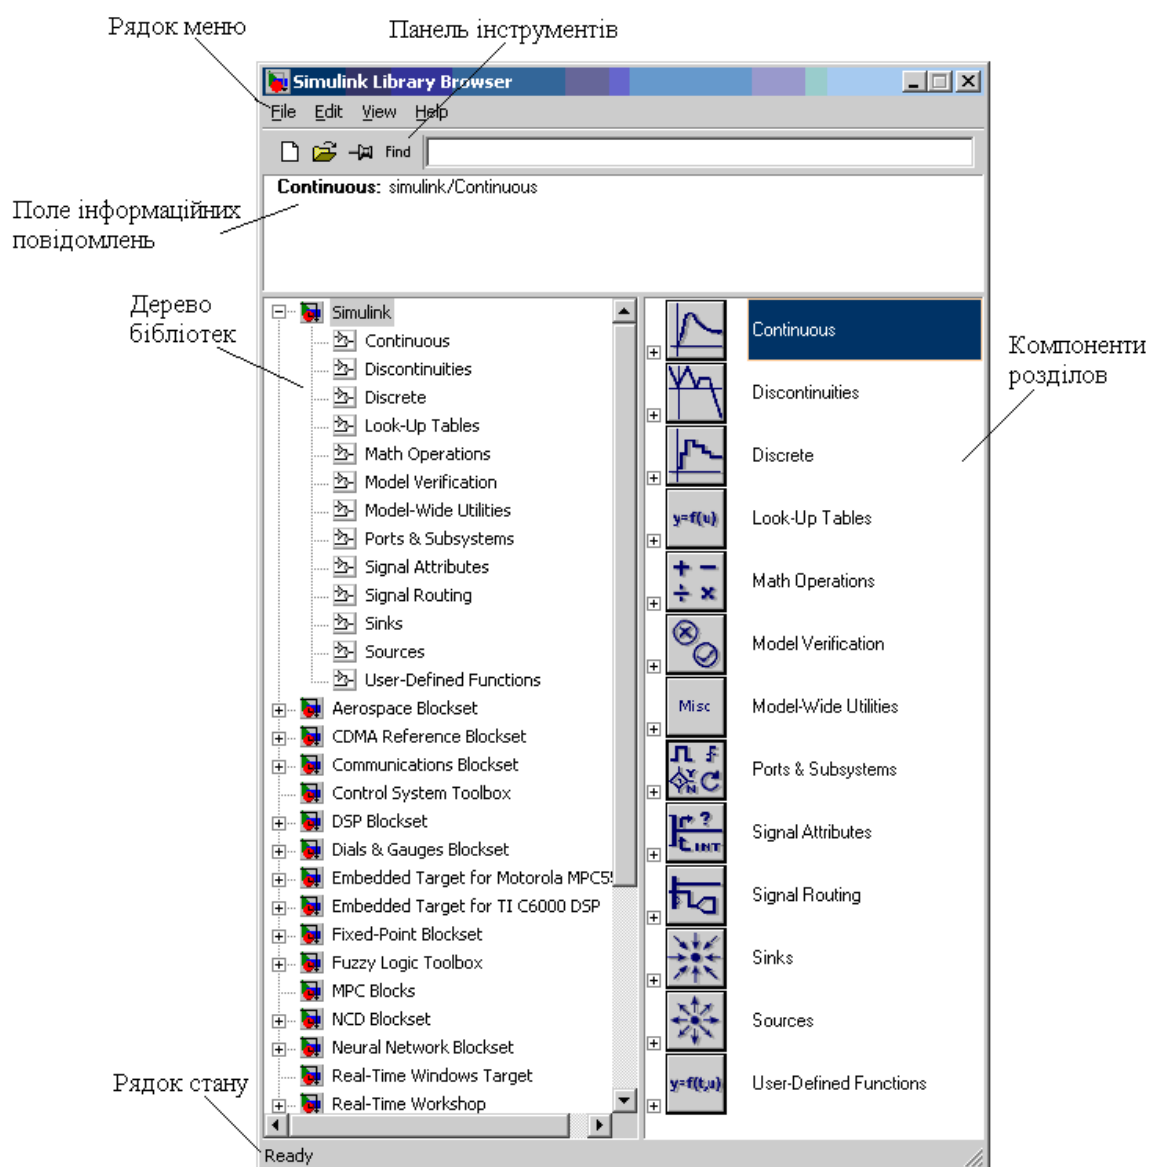 Рядок меню
Панель інструментів
Simulink Library Browser
File Edit View Help
Find
Continuous: simulink/Continuous
Поле інформаційних
повідомлень
Дерево
бібліотек
Simulink
Continuous
Discontinuities
Discrete
Look-Up Tables
Math Operations
Model Verification
Model-Wide Utilities
Ports & Subsystems
Signal Attributes
Signal Routing
Sinks
Sources
User-Defined Functions
Aerospace Blockset
CDMA Reference Blockset
Communications Blockset
Control System Toolbox
DSP Blockset
Dials & Gauges Blockset
Embedded Target for Motorola MPC5
Embedded Target for TI C6000 DSP
Fixed-Point Blockset
Fuzzy Logic Toolbox
MPC Blocks
NCD Blockset
Neural Network Blockset
Real-Time Windows Target
Real-Time Workshop
Continuous
Discontinuities
Discrete
y=f(u)
Look-Up Tables
+ −
÷ ×
Math Operations
Model Verification
Misc
Model-Wide Utilities
Y
N
Ports & Subsystems
?
t INT
Signal Attributes
Signal Routing
Sinks
Sources
y=f(t,u)
User-Defined Functions
Компоненти
розділов
Рядок стану
Ready